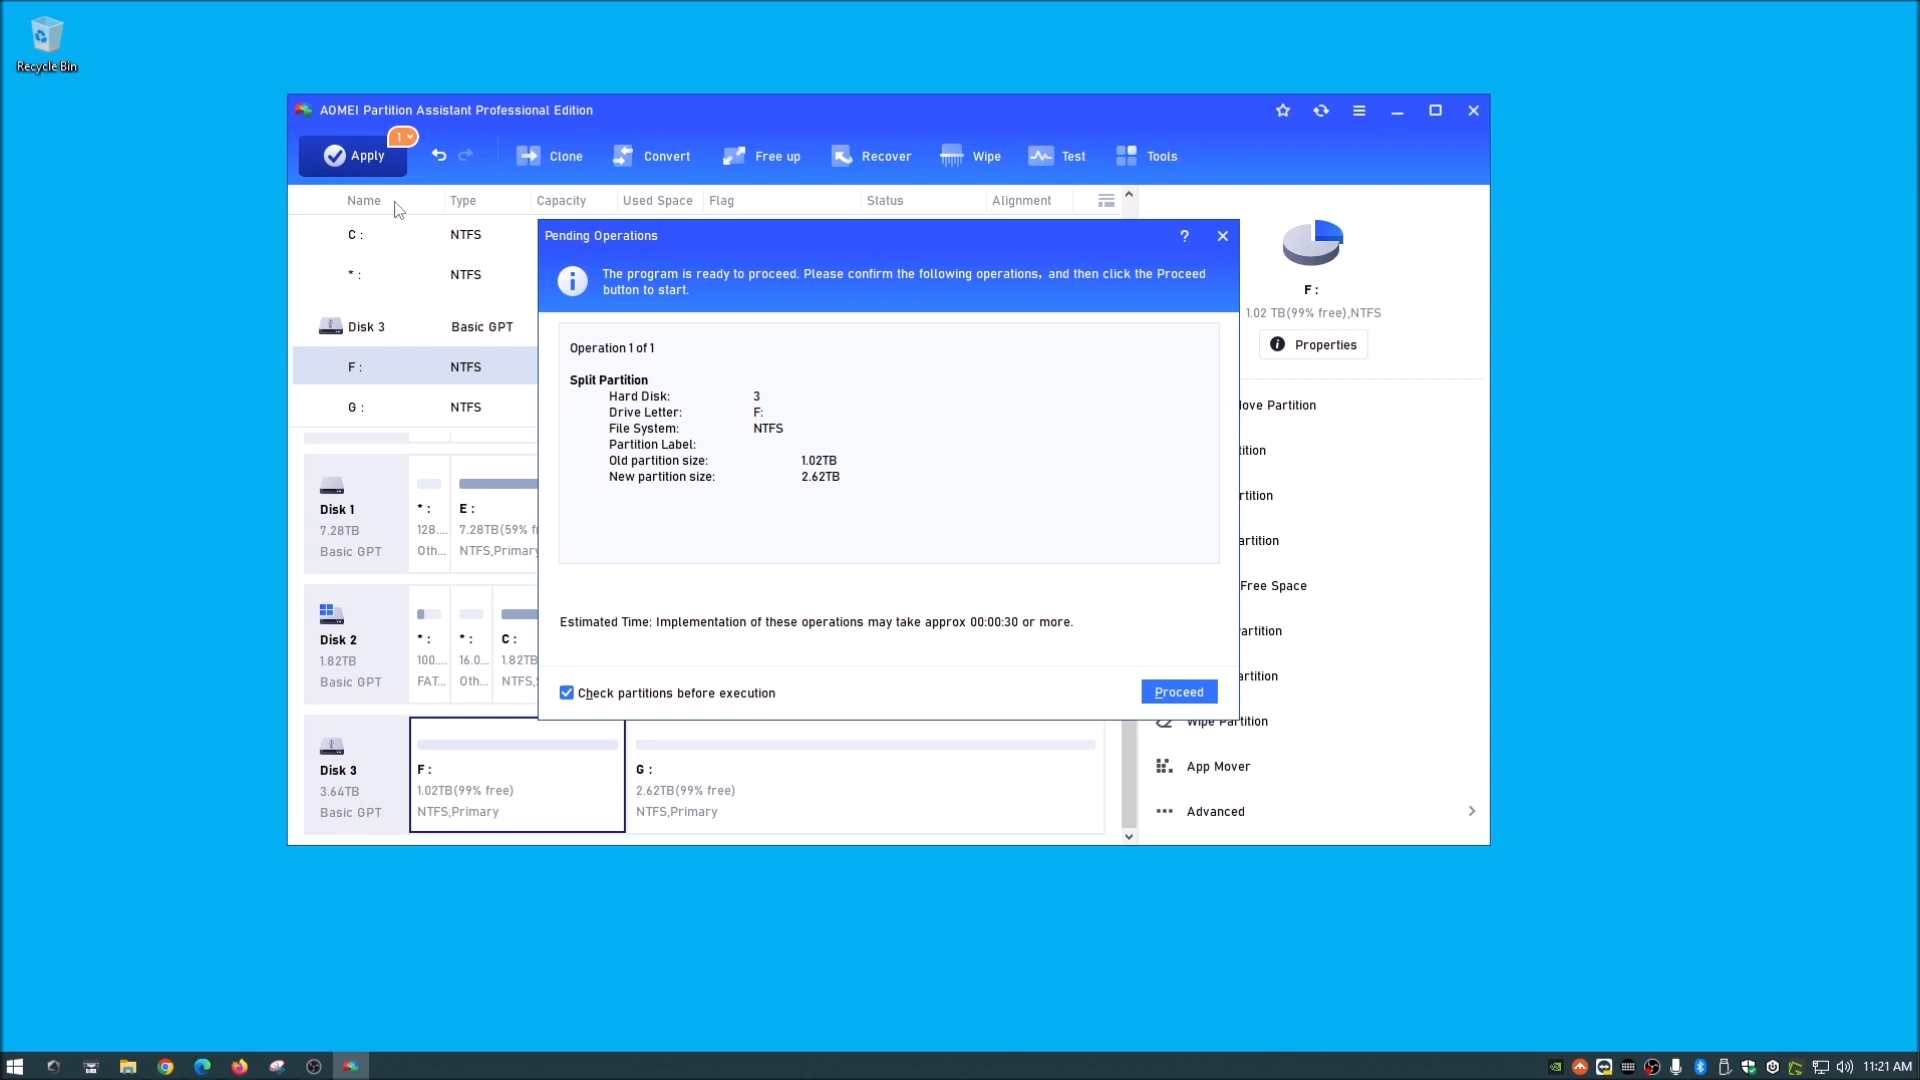 Recycle Bin
AOMEI Partition Assistant Professional Edition
1
Apply
Clone
Convert
Free up
Recover
Wipe
Test
Tools
Name Type Capacity Used Space Flag Status Alignment
C : NTFS
* : NTFS
Disk 3 Basic GPT
F : NTFS
G : NTFS
Pending Operations
?
The program is ready to proceed. Please confirm the following operations, and then click the Proceed
button to start.
Operation 1 of 1
Split Partition
Hard Disk: 3
Drive Letter: F:
File System: NTFS
Partition Label:
Old partition size: 1.02TB
New partition size: 2.62TB
Estimated Time: Implementation of these operations may take approx 00:00:30 or more.
Check partitions before execution
Proceed
F :
1.02 TB(99% free),NTFS
Properties
ove Partition
ition
rtition
artition
Free Space
artition
rtition
Wipe Partition
App Mover
Advanced
Disk 1
7.28TB
Basic GPT
* :
128....
Oth...
E :
7.28TB(59% f
NTFS,Primary
Disk 2
1.82TB
Basic GPT
* :
100....
FAT...
* :
16.0...
Oth...
C :
1.82TB
NTFS,
Disk 3
3.64TB
Basic GPT
F :
1.02TB(99% free)
NTFS,Primary
G :
2.62TB(99% free)
NTFS,Primary
11:21 AM